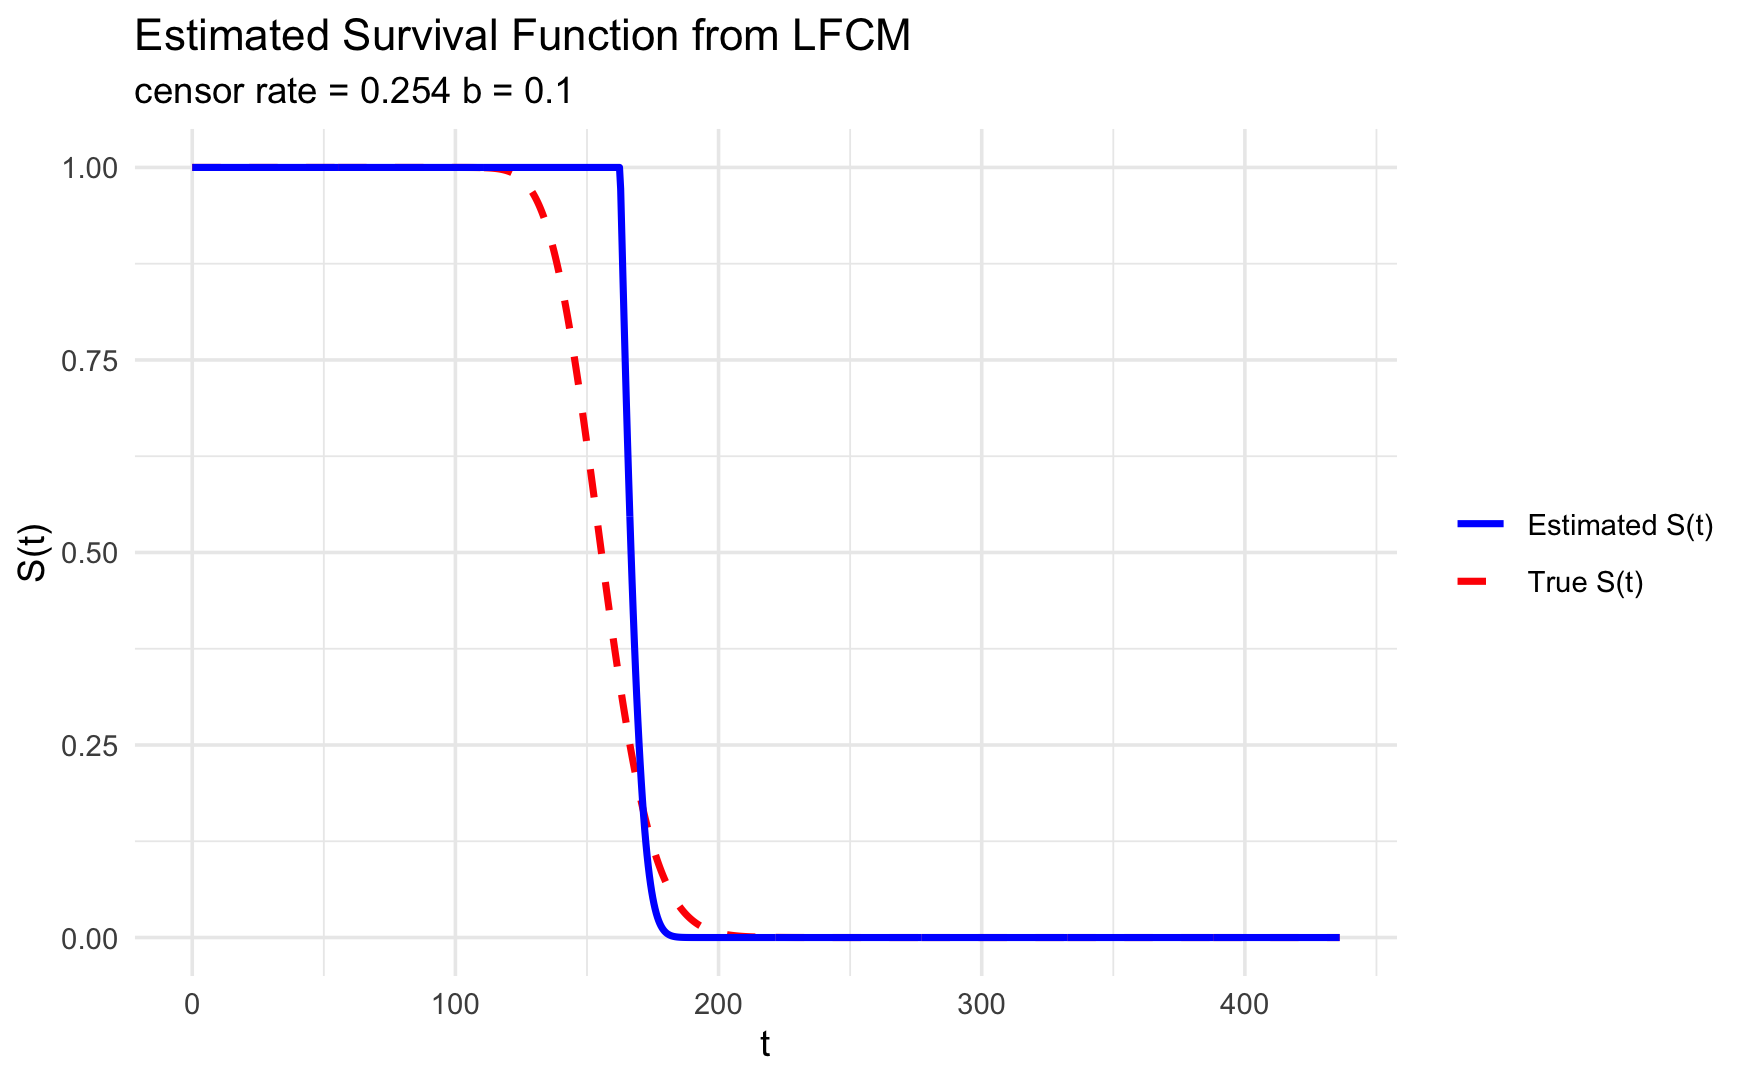 Estimated Survival Function from LFCM
censor rate = 0.254 b = 0.1
1.00
0.75
0.50
0.25
0.00
S(t)
0 100 200 300 400
t
Estimated S(t)
True S(t)